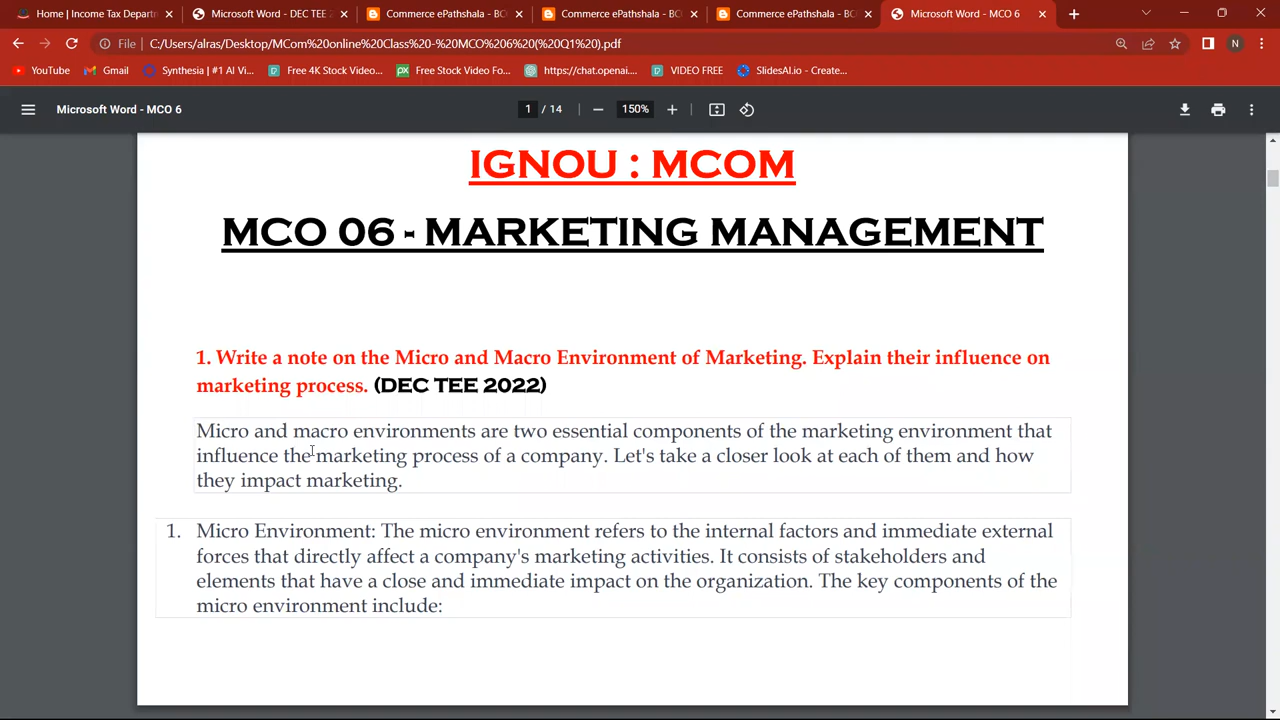 Home | Income Tax Departm
Microsoft Word - DEC TEE 2
Commerce ePathshala - BC
Commerce ePathshala - BC
Commerce ePathshala - BC
Microsoft Word - MCO 6
File
C:/Users/alras/Desktop/MCom%20online%20Class%20-%20MCO%206%20(%20Q1%20).pdf
N
YouTube
Gmail
Synthesia | #1 AI Vi...
Free 4K Stock Video...
Free Stock Video Fo...
https://chat.openai....
VIDEO FREE
SlidesAI.io - Create...
Microsoft Word - MCO 6
1 / 14
150%
IGNOU : MCOM
MCO 06 - MARKETING MANAGEMENT
1. Write a note on the Micro and Macro Environment of Marketing. Explain their influence on
marketing process. (DEC TEE 2022)
Micro and macro environments are two essential components of the marketing environment that
influence the marketing process of a company. Let's take a closer look at each of them and how
they impact marketing.
1. Micro Environment: The micro environment refers to the internal factors and immediate external
forces that directly affect a company's marketing activities. It consists of stakeholders and
elements that have a close and immediate impact on the organization. The key components of the
micro environment include: